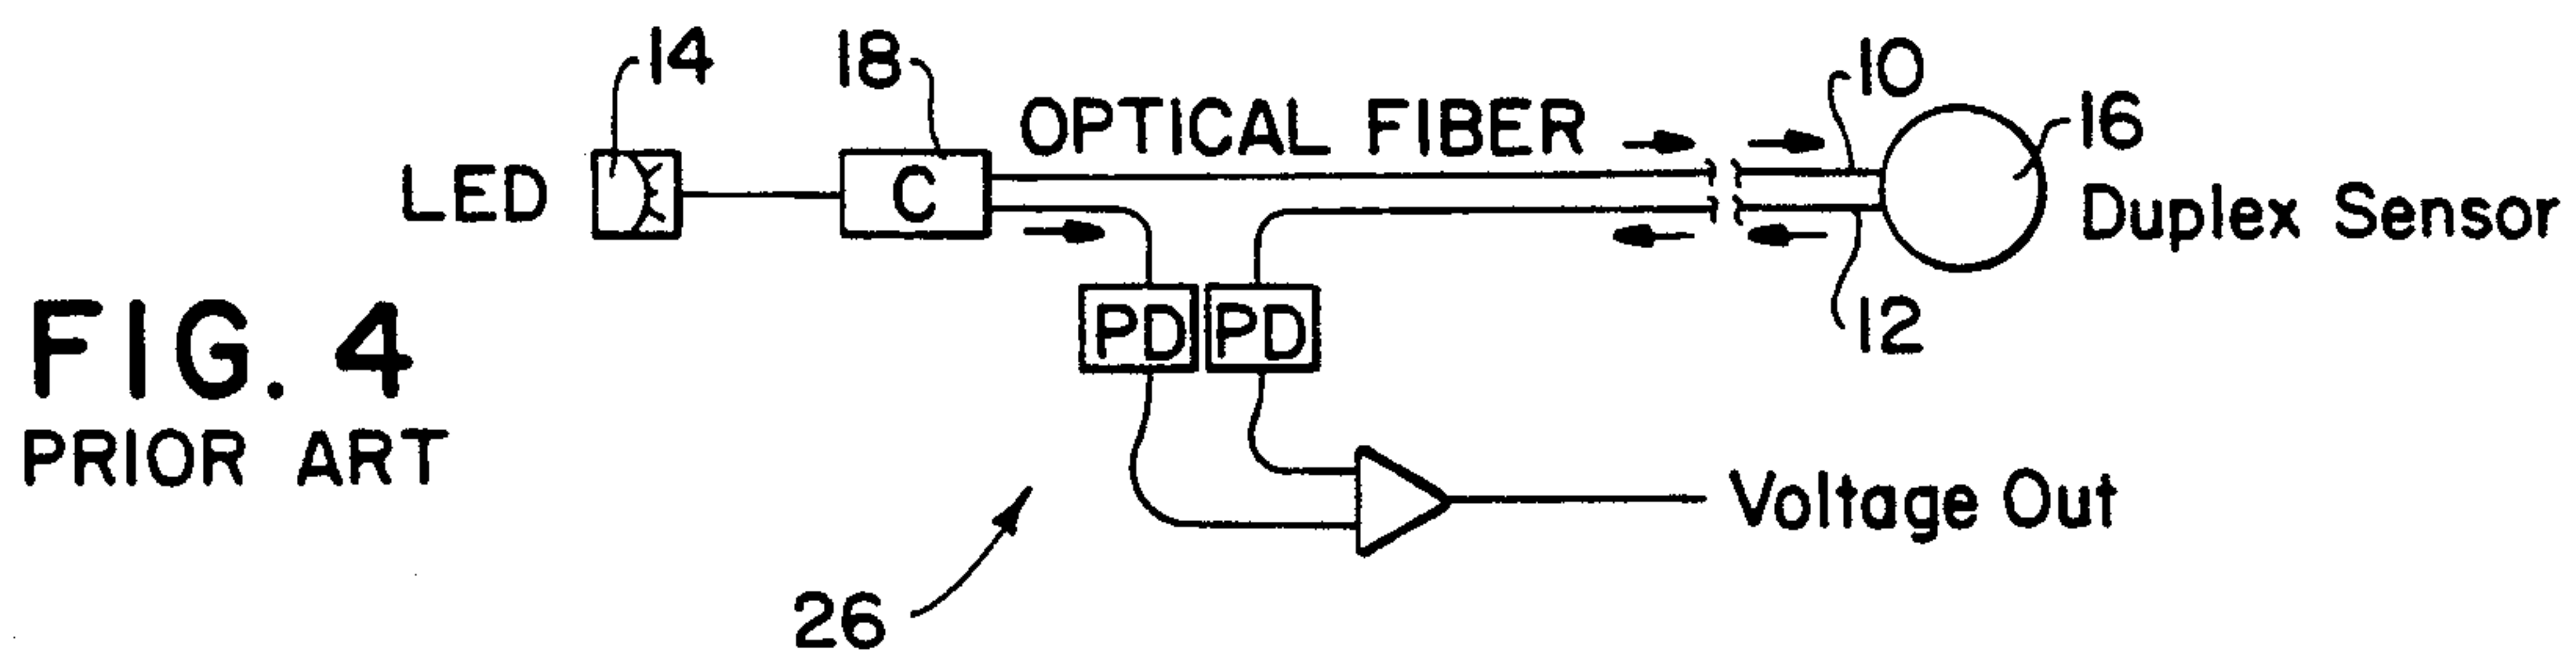 14
18
10
OPTICAL FIBER
16
LED
C
Duplex Sensor
12
PD PD
FIG. 4
PRIOR ART
Voltage Out
26